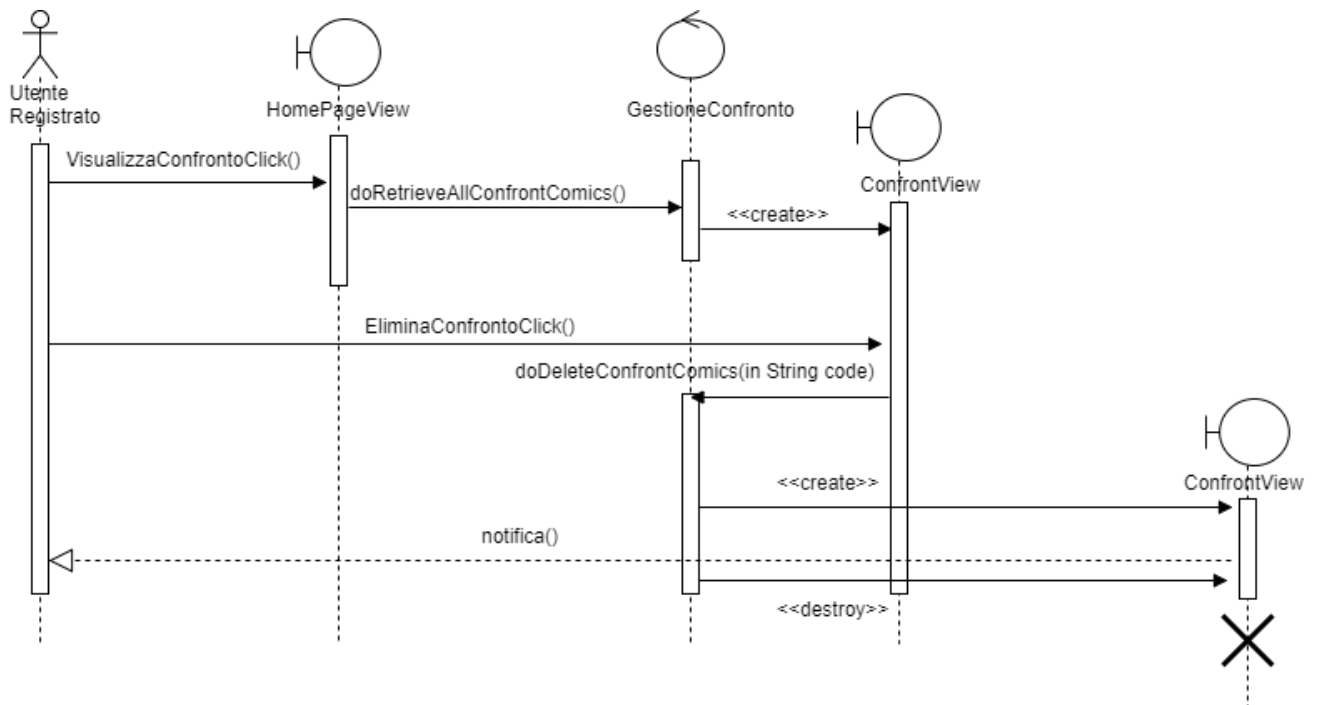 Utente
Registrato
HomePageView
GestioneConfronto
VisualizzaConfrontoClick()
ConfrontView
doRetrieveAllConfrontComics()
<<create>>
EliminaConfrontoClick()
doDeleteConfrontComics(in String code)
<<create>>
ConfrontView
notifica()
<<destroy>>